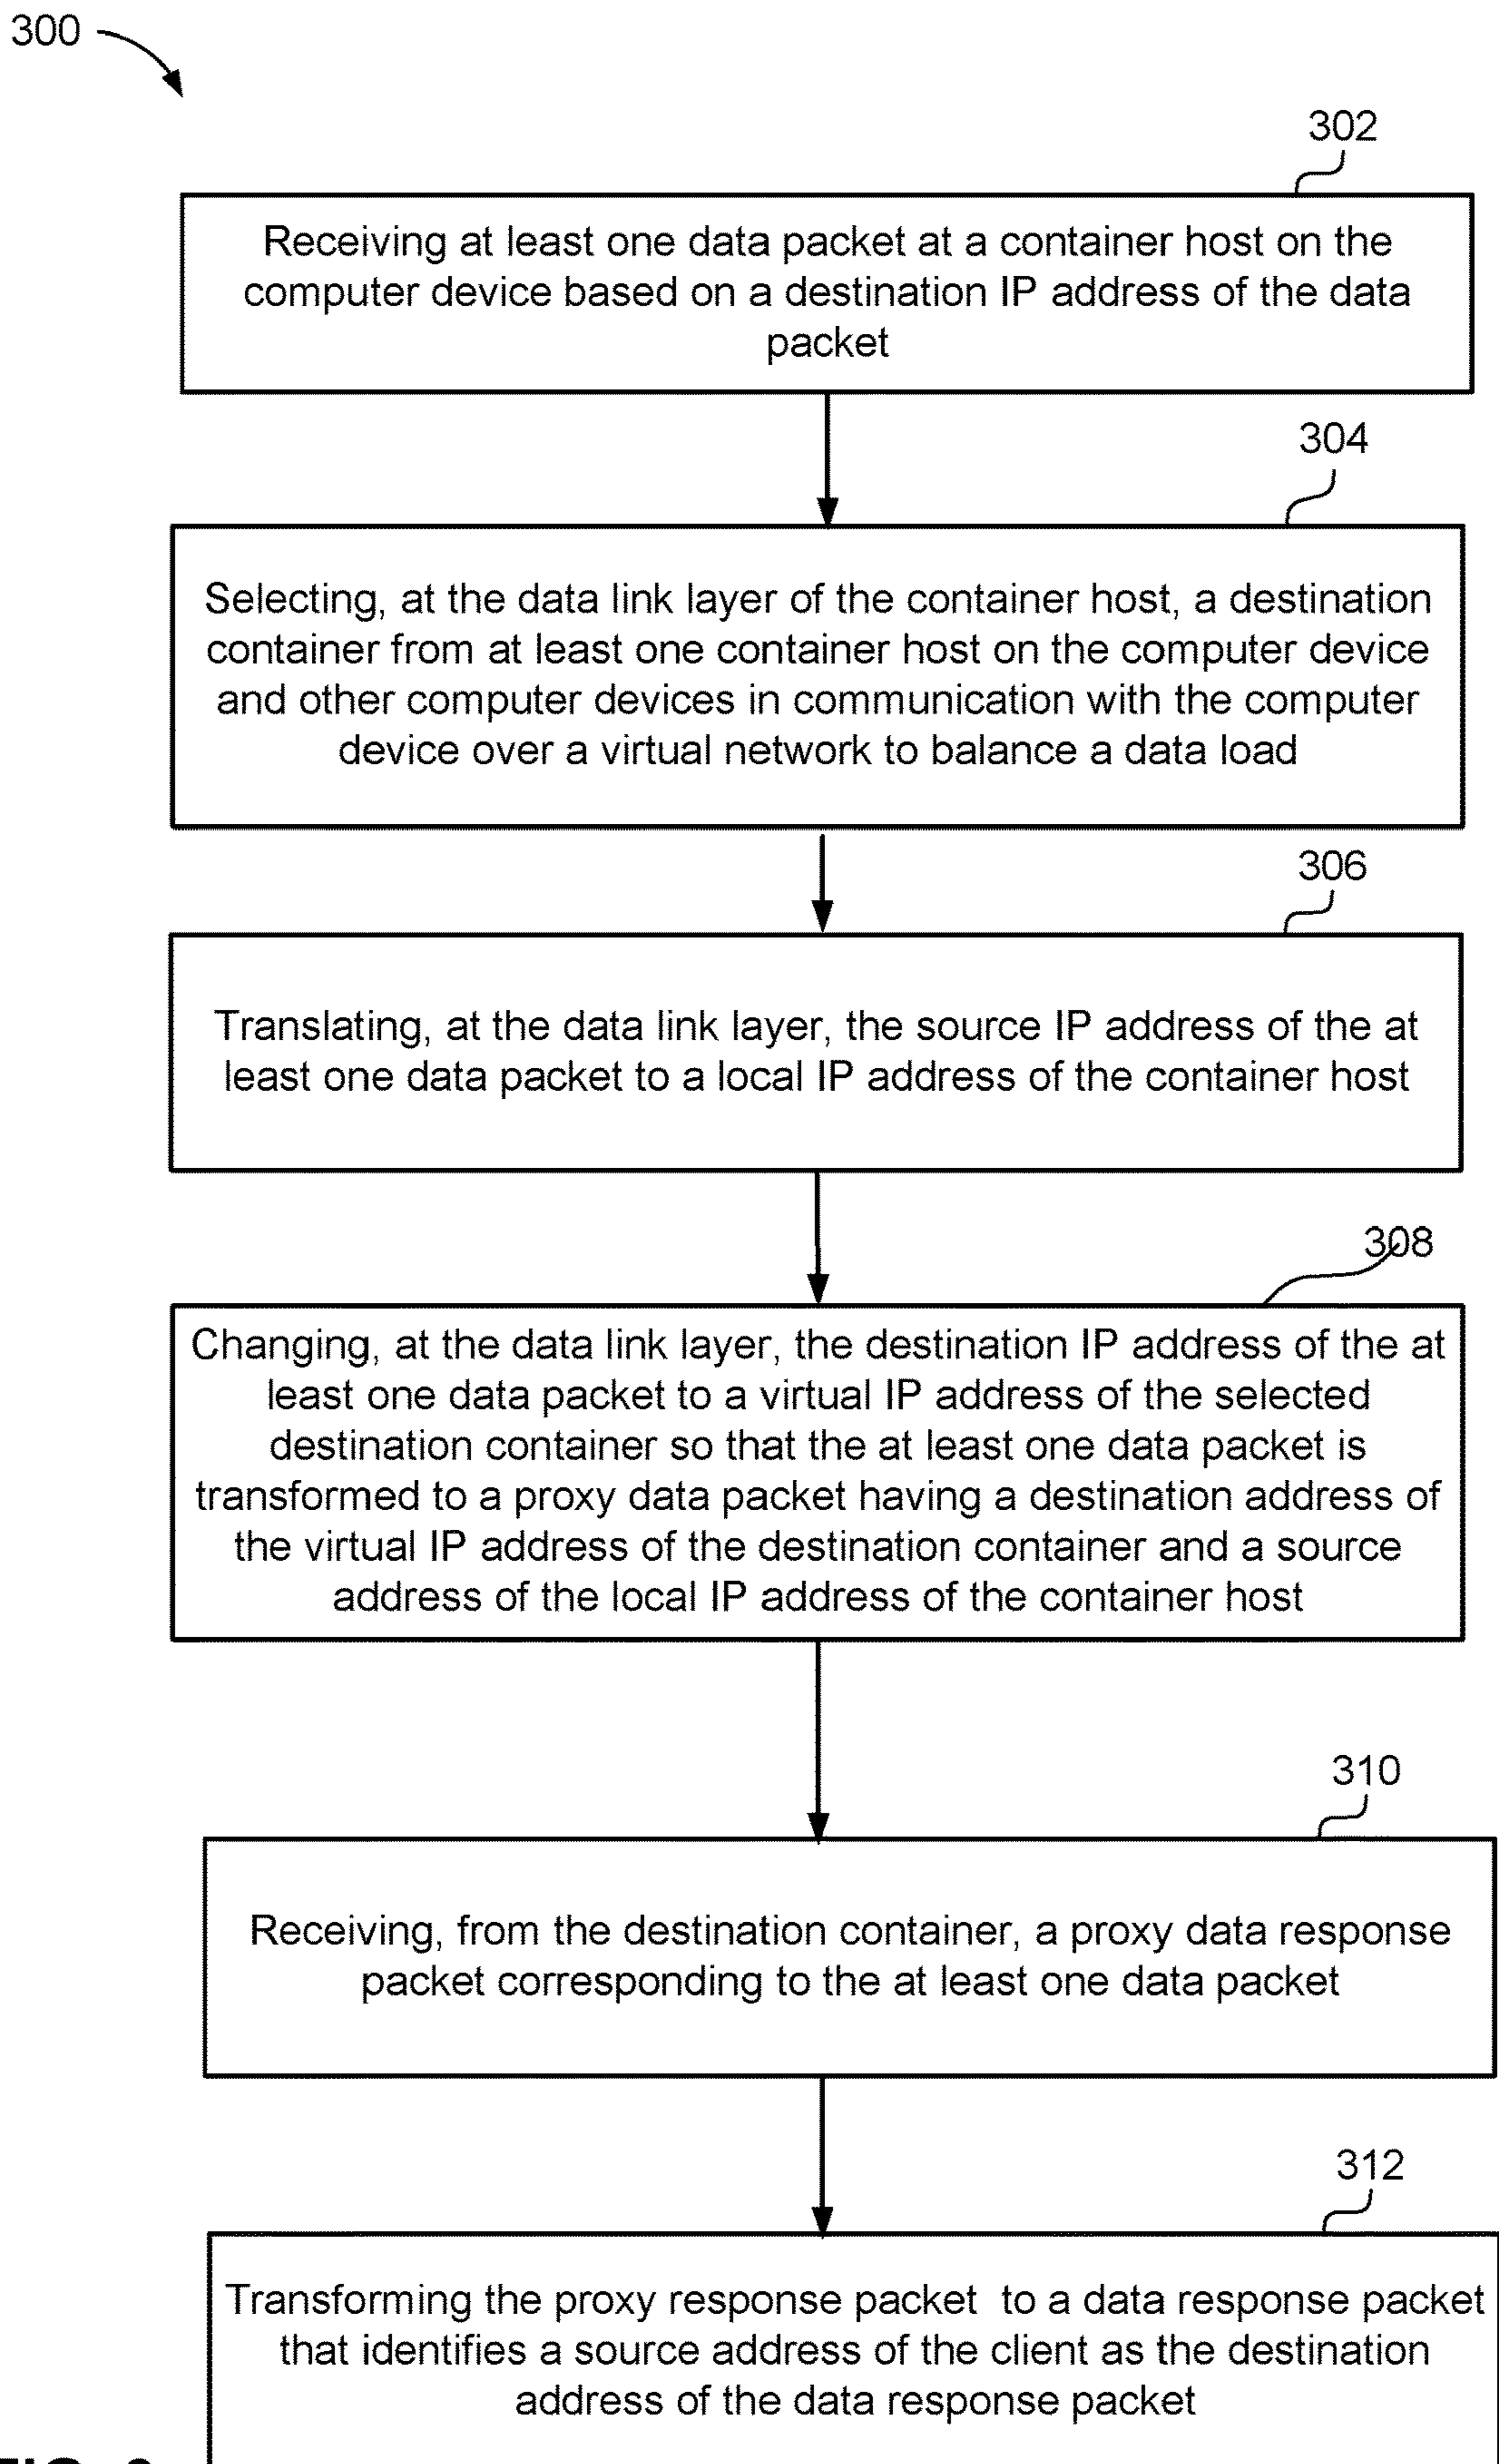 300
302
Receiving at least one data packet at a container host on the
computer device based on a destination IP address of the data
packet
304
Selecting, at the data link layer of the container host, a destination
container from at least one container host on the computer device
and other computer devices in communication with the computer
device over a virtual network to balance a data load
306
Translating, at the data link layer, the source IP address of the at
least one data packet to a local IP address of the container host
308
Changing, at the data link layer, the destination IP address of the at
least one data packet to a virtual IP address of the selected
destination container so that the at least one data packet is
transformed to a proxy data packet having a destination address of
the virtual IP address of the destination container and a source
address of the local IP address of the container host
310
Receiving, from the destination container, a proxy data response
packet corresponding to the at least one data packet
312
Transforming the proxy response packet to a data response packet
that identifies a source address of the client as the destination
address of the data response packet